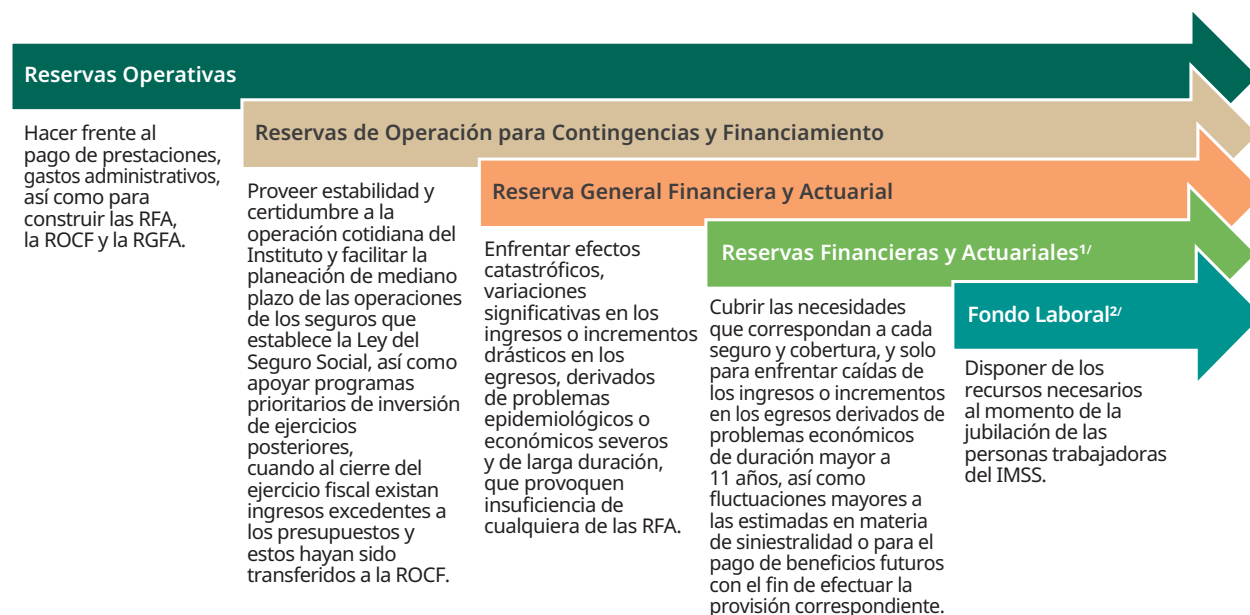 Reservas Operativas
Hacer frente al
pago de prestaciones,
gastos administrativos,
así como para
construir las RFA,
la ROCF y la RGFA.
Reservas de Operación para Contingencias y Financiamiento
Proveer estabilidad y
certidumbre a la
operación cotidiana del
Instituto y facilitar la
planeación de mediano
plazo de las operaciones
de los seguros que
establece la Ley del
Seguro Social, así como
apoyar programas
prioritarios de inversión
de ejercicios
posteriores,
cuando al cierre del
ejercicio fiscal existan
ingresos excedentes a
los presupuestos y
estos hayan sido
transferidos a la ROCF.
Reserva General Financiera y Actuarial
Enfrentar efectos
catastróficos,
variaciones
significativas en los
ingresos o incrementos
drásticos en los
egresos, derivados
de problemas
epidemiológicos o
económicos severos
y de larga duración,
que provoquen
insuficiencia de
cualquiera de las RFA.
Reservas Financieras y Actuariales¹/
Cubrir las necesidades
que correspondan a cada
seguro y cobertura, y solo
para enfrentar caídas de
los ingresos o incrementos
en los egresos derivados de
problemas económicos
de duración mayor a
11 años, así como
fluctuaciones mayores a
las estimadas en materia
de siniestralidad o para el
pago de beneficios futuros
con el fin de efectuar la
provisión correspondiente.
Fondo Laboral²/
Disponer de los
recursos necesarios
al momento de la
jubilación de las
personas trabajadoras
del IMSS.